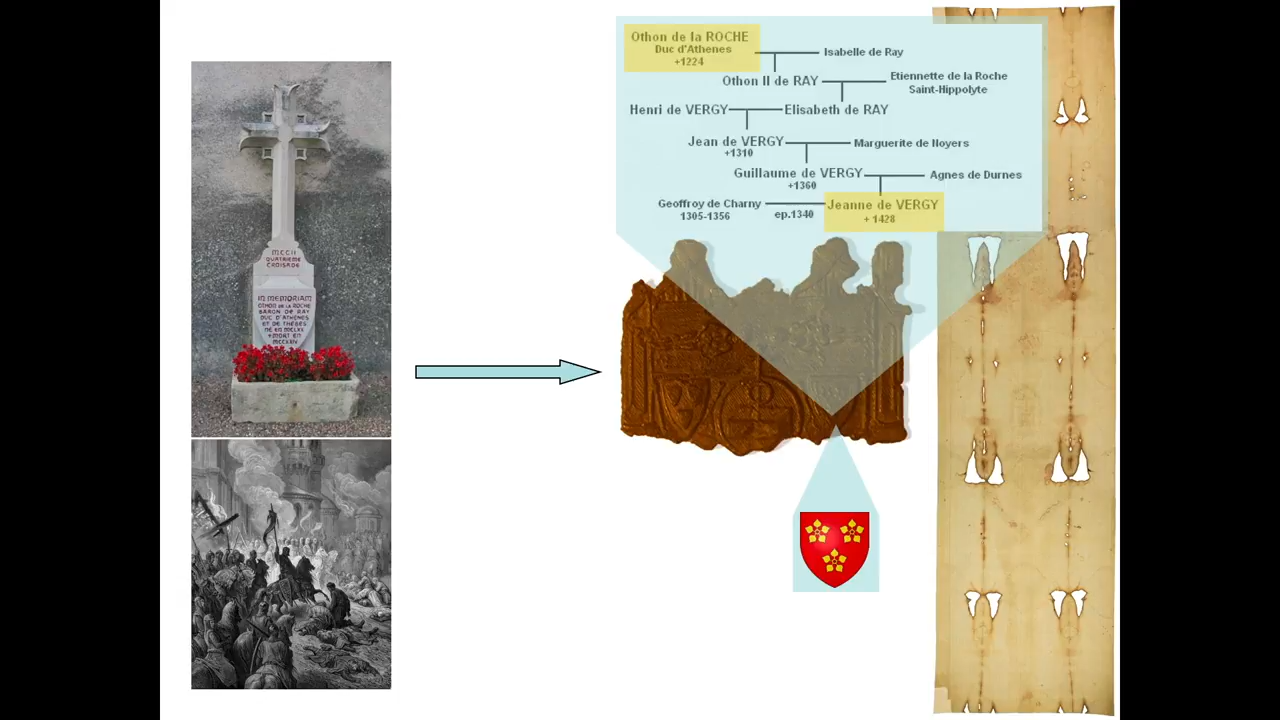 MCCII
QUATRIEME
CROISADE
IN MEMORIAM
OTHON DE LA ROCHE
BARON DE RAY
DUC D'ATHENES
ET DE THEBES
NÉ EN MCLXX
+ MORT EN
MCCXXIV
Othon de la ROCHE
Duc d'Athenes
+1224
Isabelle de Ray
Othon II de RAY
Etiennette de la Roche
Saint-Hippolyte
Henri de VERGY
Elisabeth de RAY
Jean de VERGY
+1310
Marguerite de Noyers
Guillaume de VERGY
+1360
Agnes de Durnes
Geoffroy de Charny
1305-1356
ep.1340
Jeanne de VERGY
+ 1428